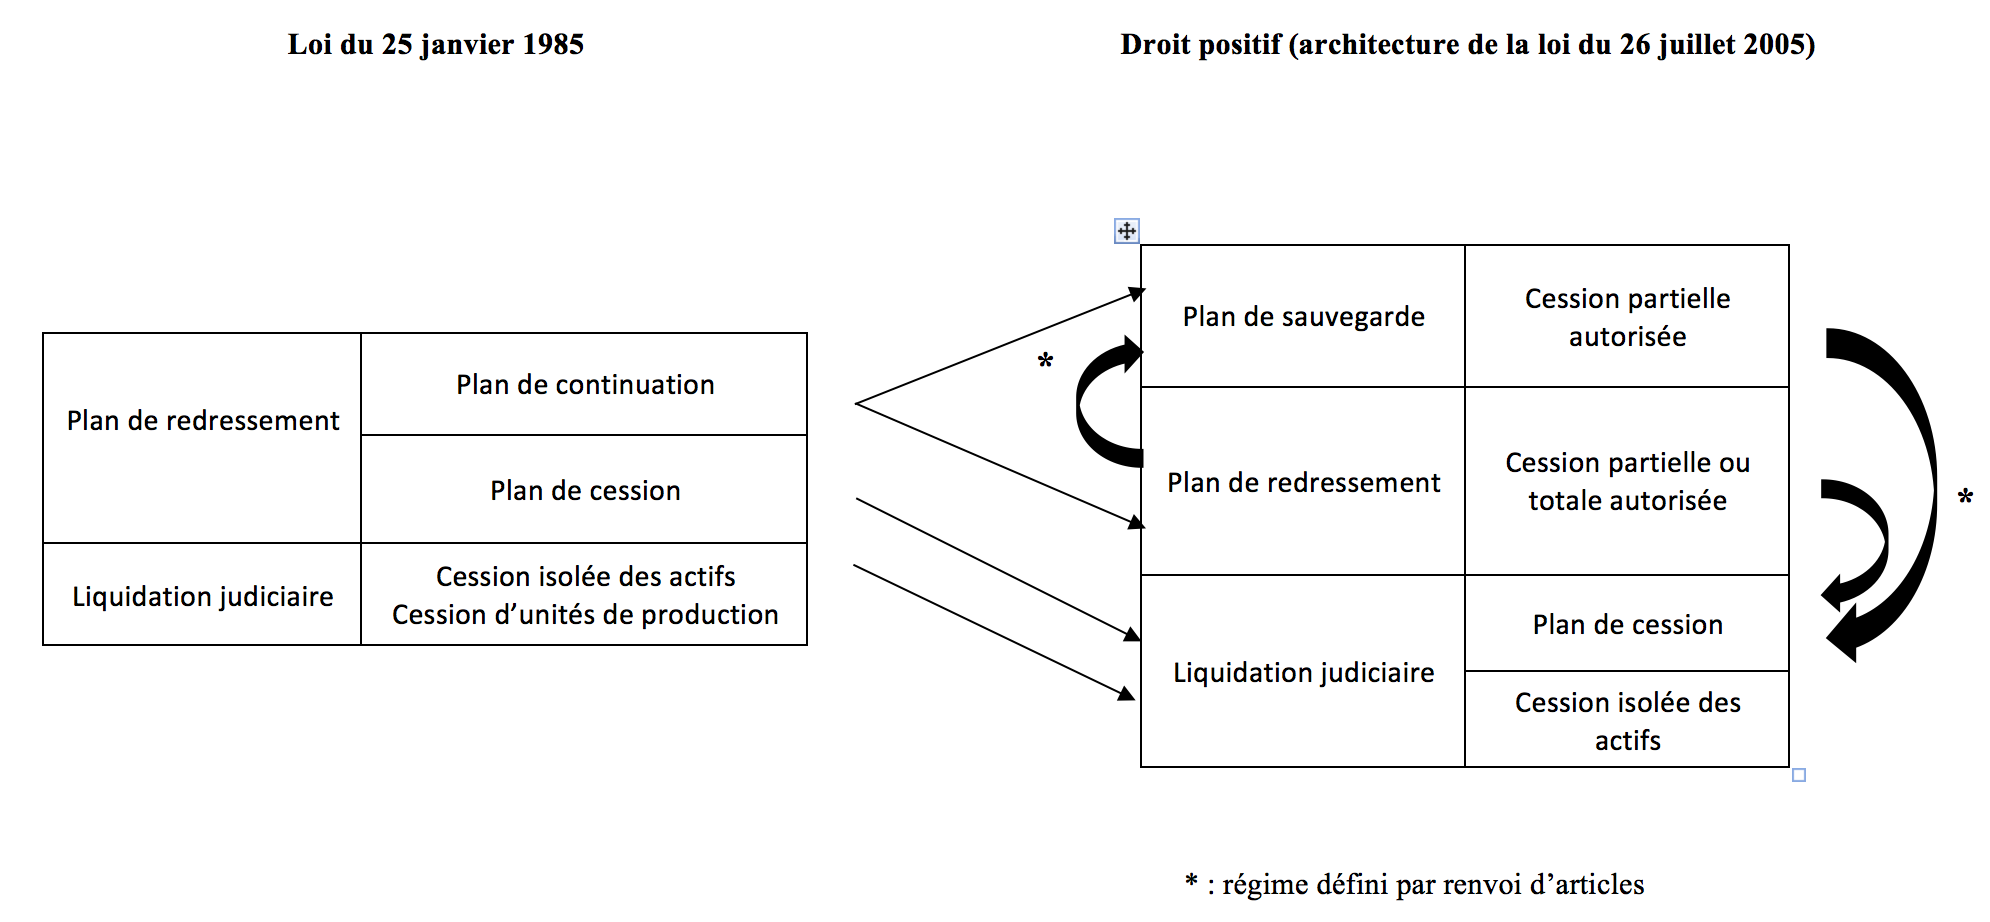 Loi du 25 janvier 1985
Droit positif (architecture de la loi du 26 juillet 2005)
Plan de redressement
Plan de continuation
Plan de cession
Liquidation judiciaire
Cession isolée des actifs
Cession d’unités de production
*
Plan de sauvegarde
Cession partielle
autorisée
Plan de redressement
Cession partielle ou
totale autorisée
*
Liquidation judiciaire
Plan de cession
Cession isolée des
actifs
* : régime défini par renvoi d’articles